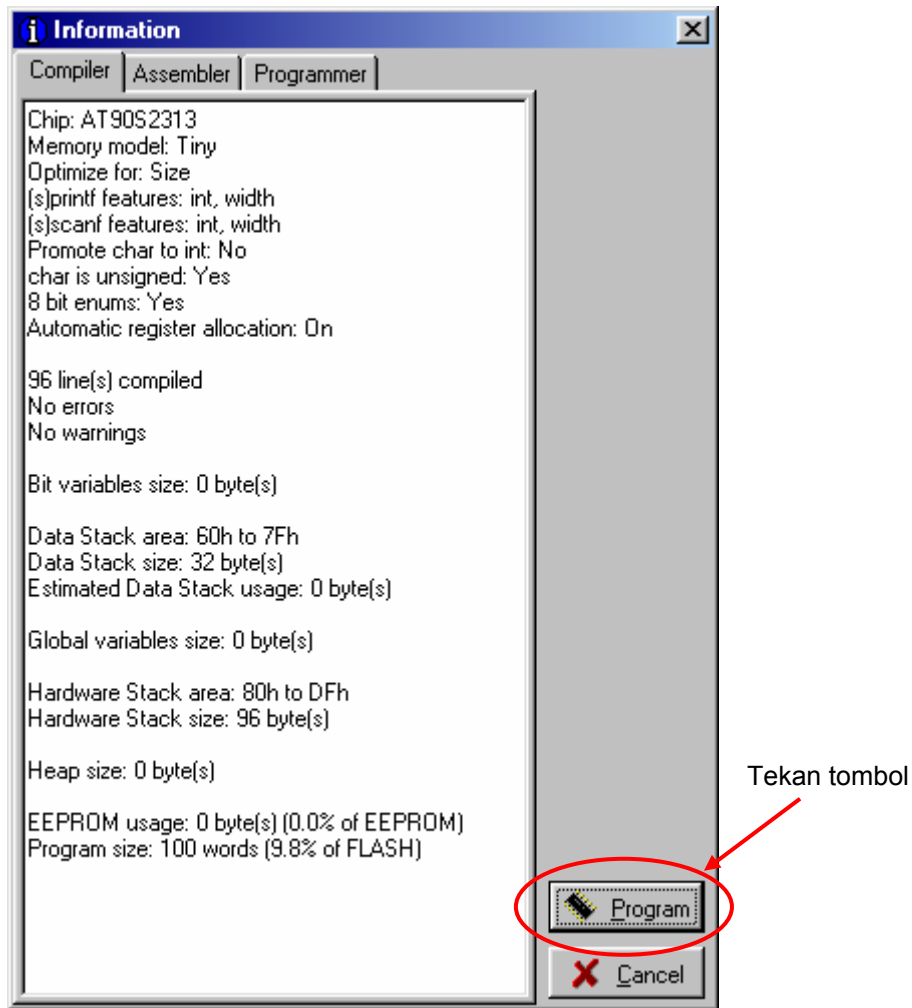 Information
Compiler Assembler Programmer
Chip: AT90S2313
Memory model: Tiny
Optimize for: Size
(s)printf features: int, width
(s)scanf features: int, width
Promote char to int: No
char is unsigned: Yes
8 bit enums: Yes
Automatic register allocation: On
96 line(s) compiled
No errors
No warnings
Bit variables size: 0 byte(s)
Data Stack area: 60h to 7Fh
Data Stack size: 32 byte(s)
Estimated Data Stack usage: 0 byte(s)
Global variables size: 0 byte(s)
Hardware Stack area: 80h to DFh
Hardware Stack size: 96 byte(s)
Heap size: 0 byte(s)
EEPROM usage: 0 byte(s) (0.0% of EEPROM)
Program size: 100 words (9.8% of FLASH)
Tekan tombol
Program
Cancel